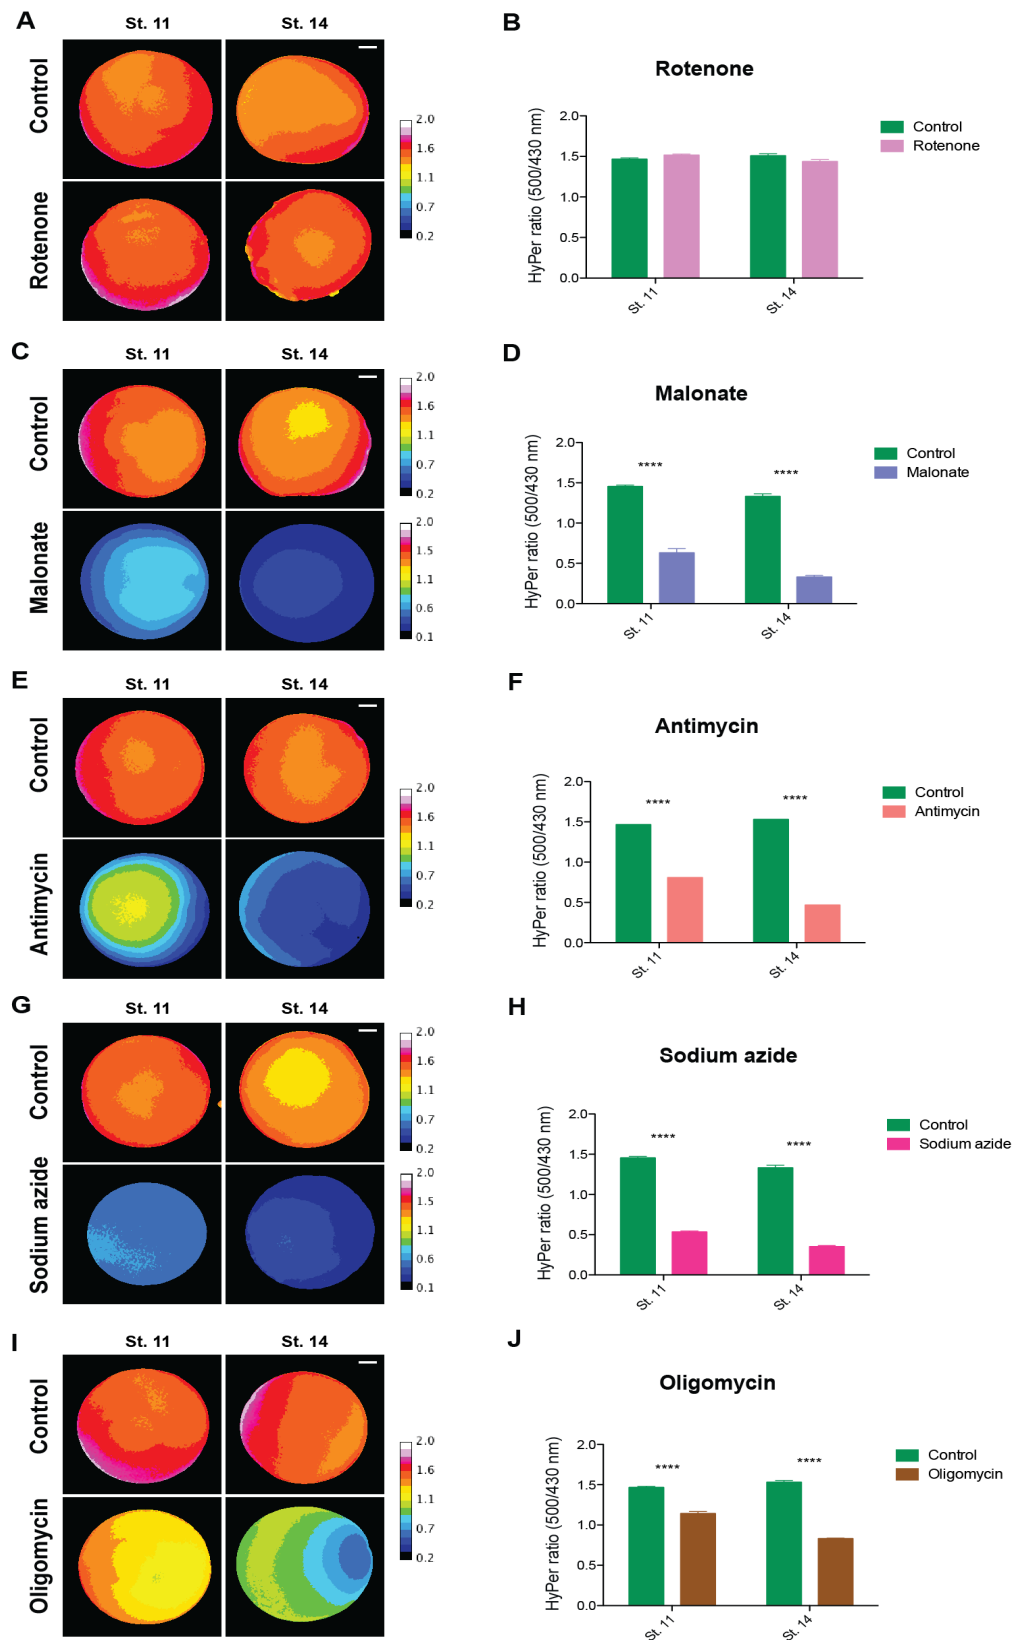 A
St. 11
St. 14
Control
Rotenone
2.0
1.6
1.1
0.7
0.2
B
Rotenone
HyPer ratio (500/430 nm)
2.0
1.5
1.0
0.5
0.0
St. 11
St. 14
Control
Rotenone
C
St. 11
St. 14
Control
Malonate
2.0
1.6
1.1
0.7
0.2
2.0
1.5
1.1
0.6
0.1
D
Malonate
HyPer ratio (500/430 nm)
2.0
1.5
1.0
0.5
0.0
****
****
St. 11
St. 14
Control
Malonate
E
St. 11
St. 14
Control
Antimycin
2.0
1.6
1.1
0.7
0.2
F
Antimycin
HyPer ratio (500/430 nm)
2.0
1.5
1.0
0.5
0.0
****
****
St. 11
St. 14
Control
Antimycin
G
St. 11
St. 14
Control
Sodium azide
2.0
1.6
1.1
0.7
0.2
2.0
1.5
1.1
0.6
0.1
H
Sodium azide
HyPer ratio (500/430 nm)
2.0
1.5
1.0
0.5
0.0
****
****
St. 11
St. 14
Control
Sodium azide
I
St. 11
St. 14
Control
Oligomycin
2.0
1.6
1.1
0.7
0.2
J
Oligomycin
HyPer ratio (500/430 nm)
2.0
1.5
1.0
0.5
0.0
****
****
St. 11
St. 14
Control
Oligomycin